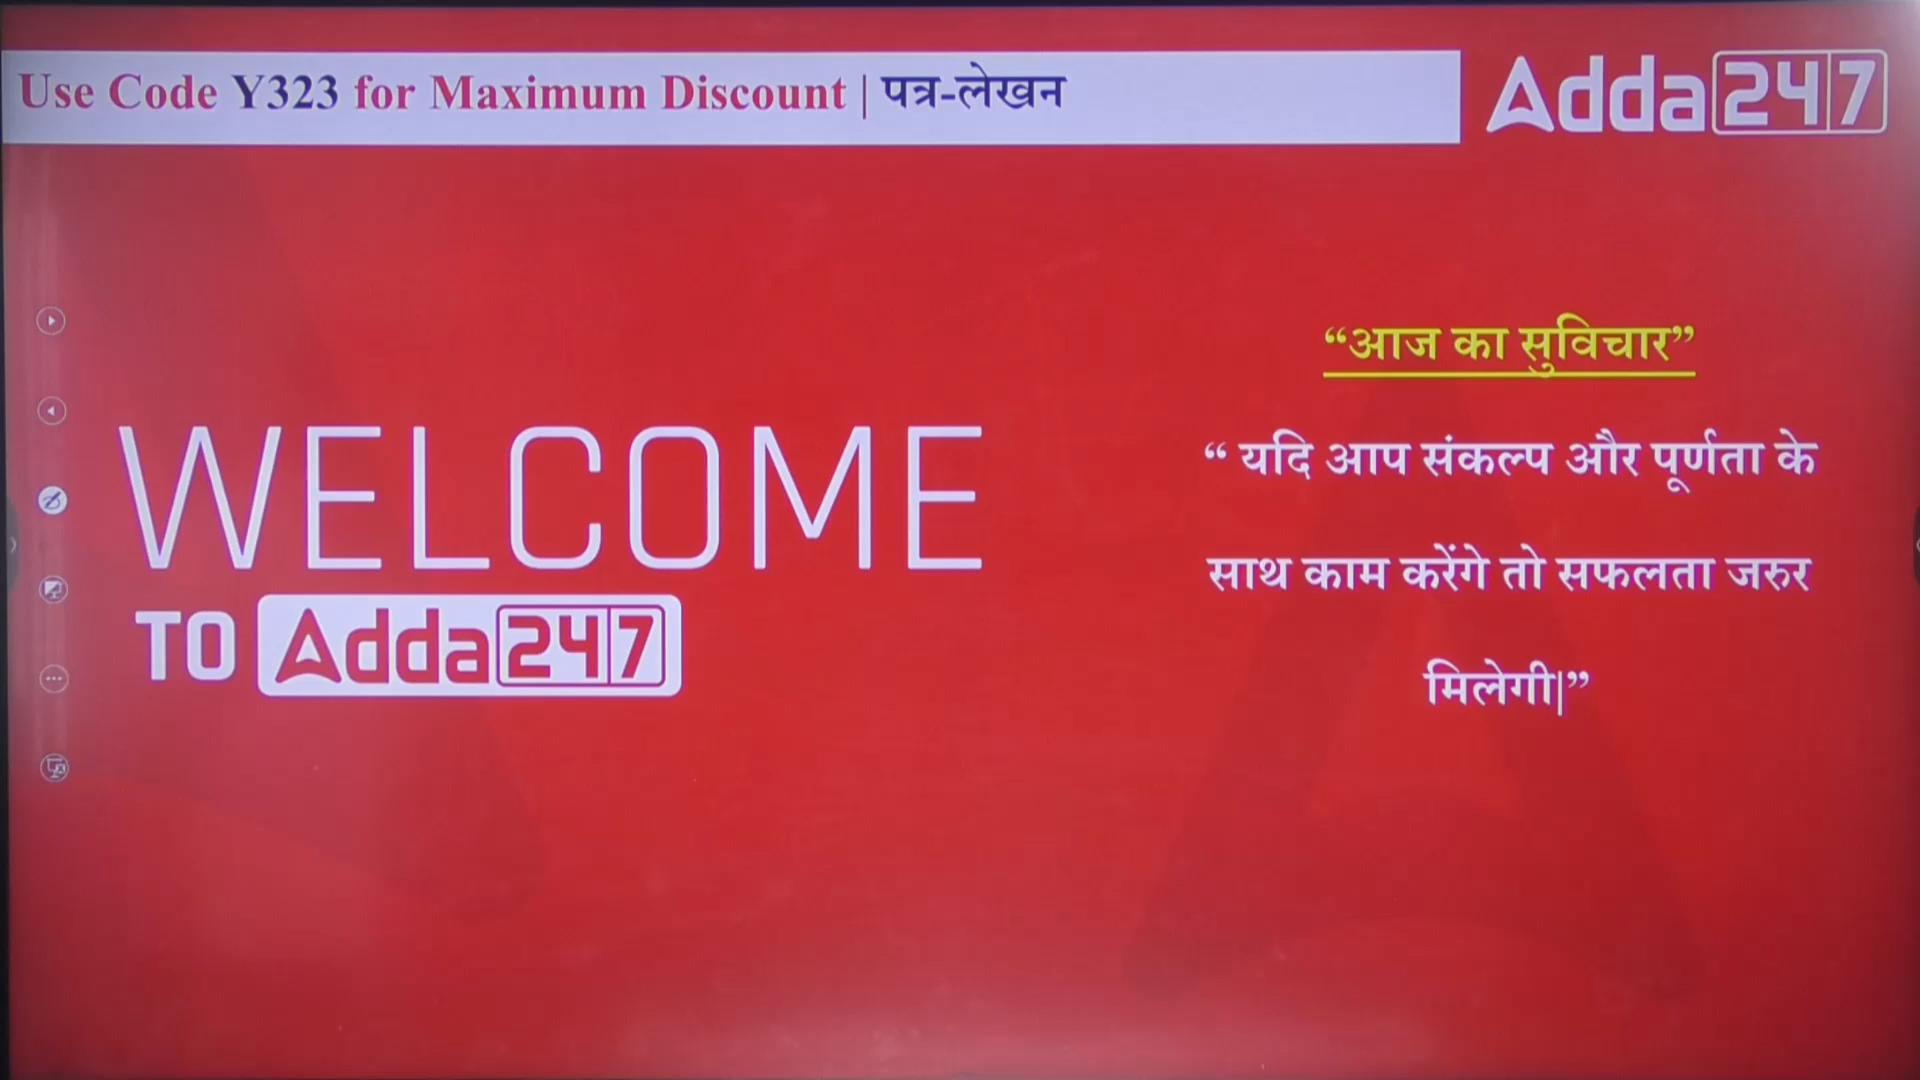 Use Code Y323 for Maximum Discount | पत्र-लेखन
Adda247
WELCOME
TO Adda247
“आज का सुविचार”
“ यदि आप संकल्प और पूर्णता के
साथ काम करेंगे तो सफलता जरुर
मिलेगी|”